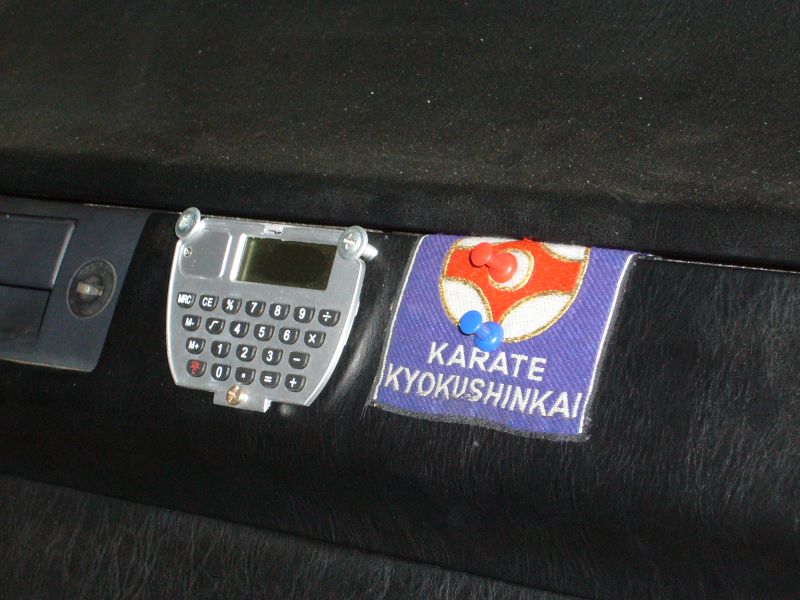 MRC CE % 7 8 9 ÷
M- √ 4 5 6 ×
M+ 1 2 3 −
0 • = +
KARATE
KYOKUSHINKAI